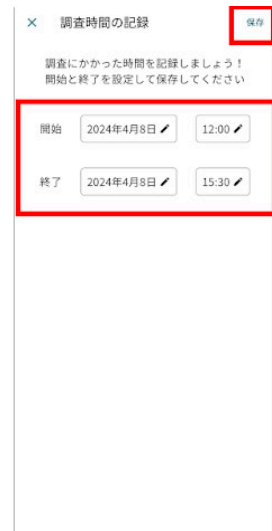 × 調査時間の記録 保存
調査にかかった時間を記録しましょう！
開始と終了を設定して保存してください
開始 2024年4月8日 12:00
終了 2024年4月8日 15:30